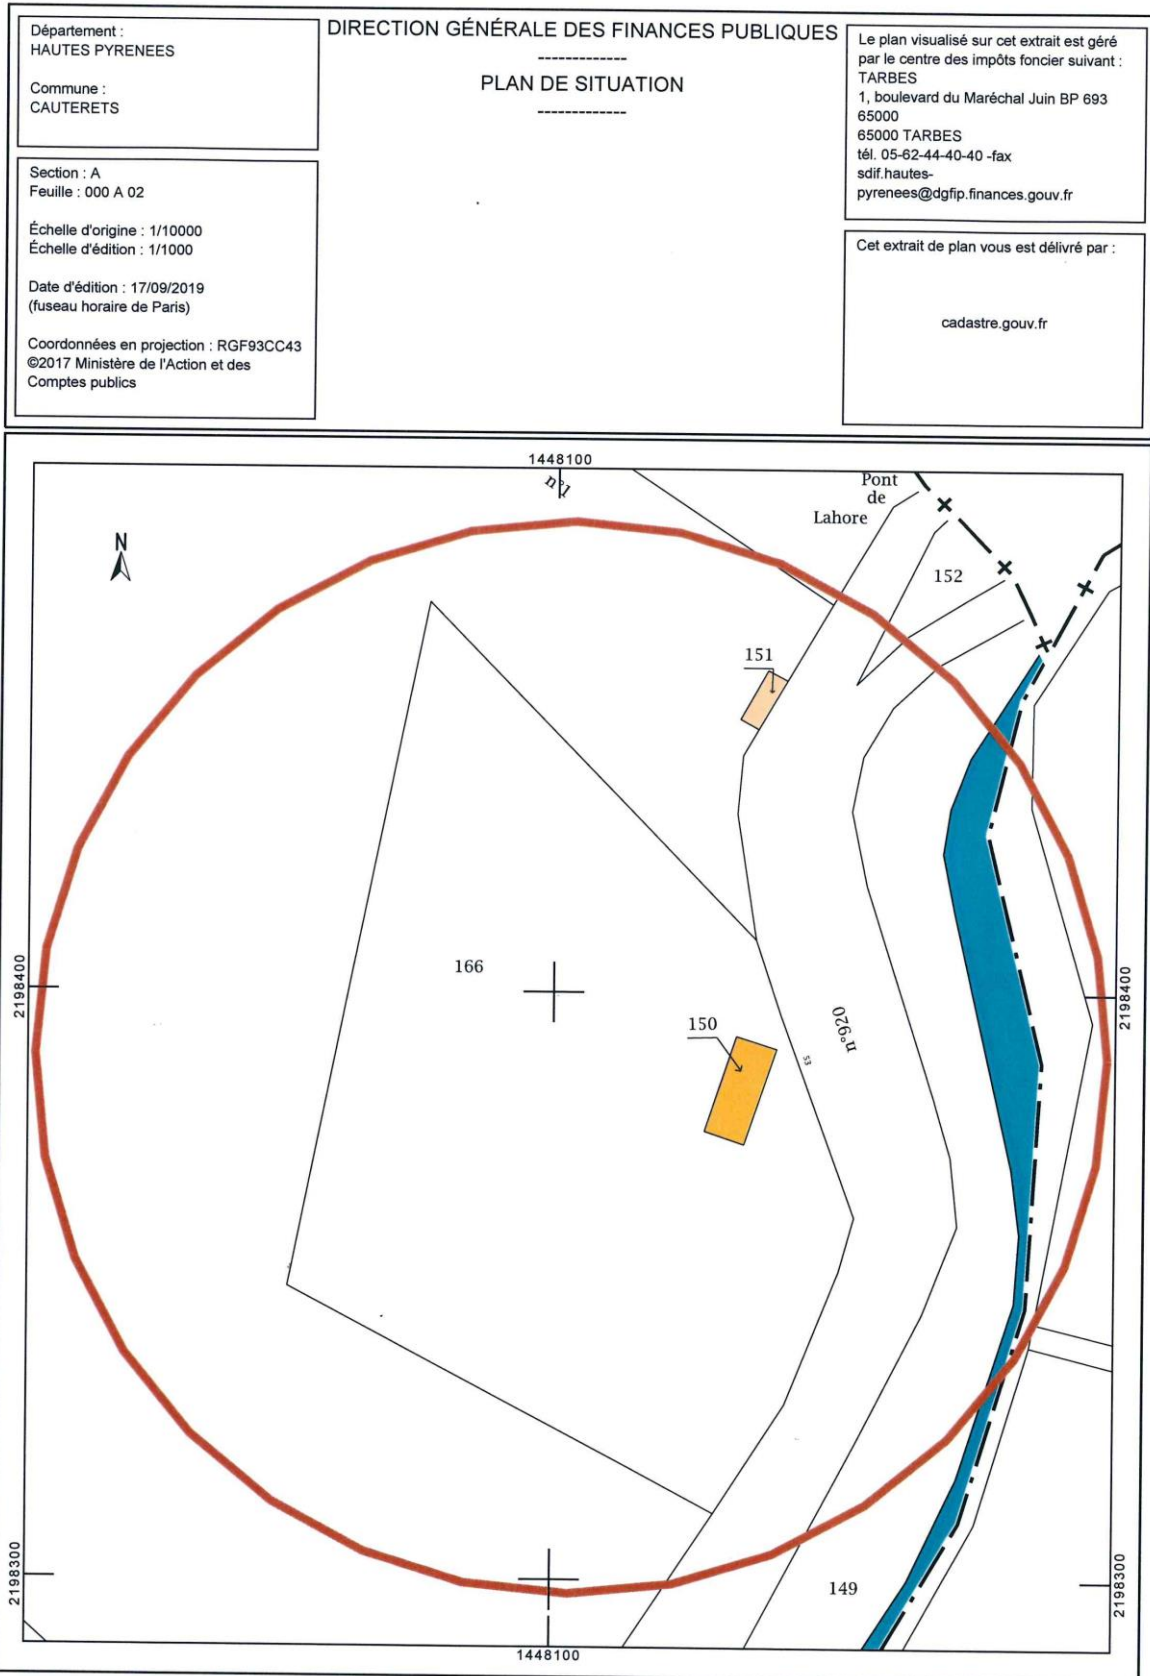 Département :
HAUTES PYRENEES
Commune :
CAUTERETS
Section : A
Feuille : 000 A 02
Échelle d'origine : 1/10000
Échelle d'édition : 1/1000
Date d'édition : 17/09/2019
(fuseau horaire de Paris)
Coordonnées en projection : RGF93CC43
©2017 Ministère de l'Action et des
Comptes publics
DIRECTION GÉNÉRALE DES FINANCES PUBLIQUES
-------------
PLAN DE SITUATION
-------------
Le plan visualisé sur cet extrait est géré
par le centre des impôts foncier suivant :
TARBES
1, boulevard du Maréchal Juin BP 693
65000
65000 TARBES
tél. 05-62-44-40-40 -fax
sdif.hautes-
pyrenees@dgfip.finances.gouv.fr
Cet extrait de plan vous est délivré par :
cadastre.gouv.fr
1448100
n°1
Pont
de
Lahore
N
152
151
166
2198400
2198400
150
n°920
53
149
2198300
2198300
1448100